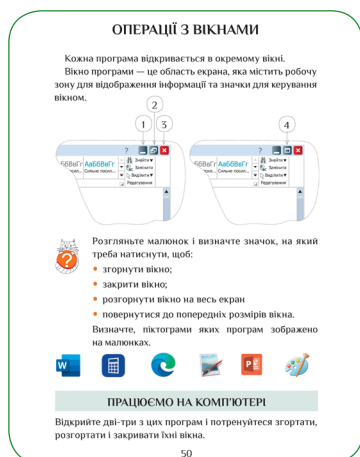 ОПЕРАЦІЇ З ВІКНАМИ
Кожна програма відкривається в окремому вікні.
Вікно програми — це область екрана, яка містить робочу
зону для відображення інформації та значки для керування
вікном.
2
1
3
4
?
АаБбВвГг
Сильне посил...
Знайти
Замінити
Виділити
Редагування
?
АаБбВвГг
Сильне посил...
Знайти
Замінити
Виділити
Редагування
?
Розгляньте малюнок і визначте значок, на який
треба натиснути, щоб:
• згорнути вікно;
• закрити вікно;
• розгорнути вікно на весь екран
• повернутися до попередніх розмірів вікна.
Визначте, піктограми яких програм зображено
на малюнках.
W
P
ПРАЦЮЄМО НА КОМП'ЮТЕРІ
Відкрийте дві-три з цих програм і потренуйтеся згортати,
розгортати і закривати їхні вікна.
50